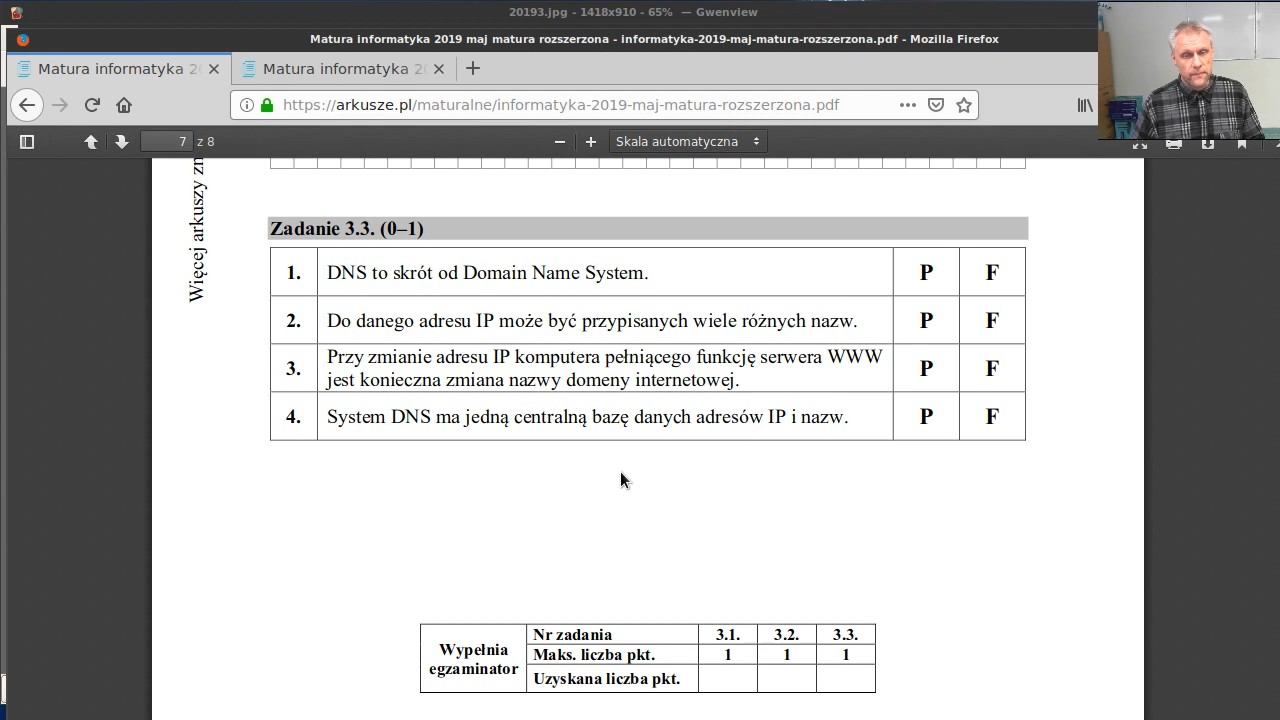 20193.jpg - 1418x910 - 65% — Gwenview
Matura informatyka 2019 maj matura rozszerzona - informatyka-2019-maj-matura-rozszerzona.pdf - Mozilla Firefox
Matura informatyka 2
Matura informatyka 2
https://arkusze.pl/maturalne/informatyka-2019-maj-matura-rozszerzona.pdf
7 z 8
Skala automatyczna
Więcej arkuszy
Zadanie 3.3. (0–1)
1. DNS to skrót od Domain Name System. P F
2. Do danego adresu IP może być przypisanych wiele różnych nazw. P F
3. Przy zmianie adresu IP komputera pełniącego funkcję serwera WWW
jest konieczna zmiana nazwy domeny internetowej. P F
4. System DNS ma jedną centralną bazę danych adresów IP i nazw. P F
Wypełnia
egzaminator
Nr zadania 3.1. 3.2. 3.3.
Maks. liczba pkt. 1 1 1
Uzyskana liczba pkt.